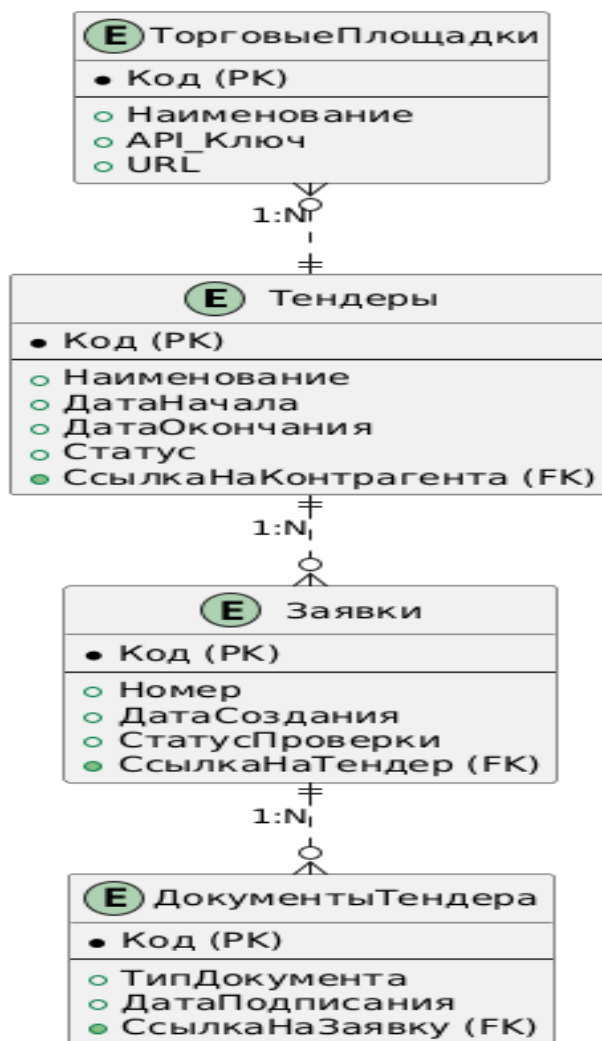 E ТорговыеПлощадки
Код (PK)
Наименование
API_Ключ
URL
1:N
E Тендеры
Код (PK)
Наименование
ДатаНачала
ДатаОкончания
Статус
СсылкаНаКонтрагента (FK)
1:N
E Заявки
Код (PK)
Номер
ДатаСоздания
СтатусПроверки
СсылкаНаТендер (FK)
1:N
E ДокументыТендера
Код (PK)
ТипДокумента
ДатаПодписания
СсылкаНаЗаявку (FK)